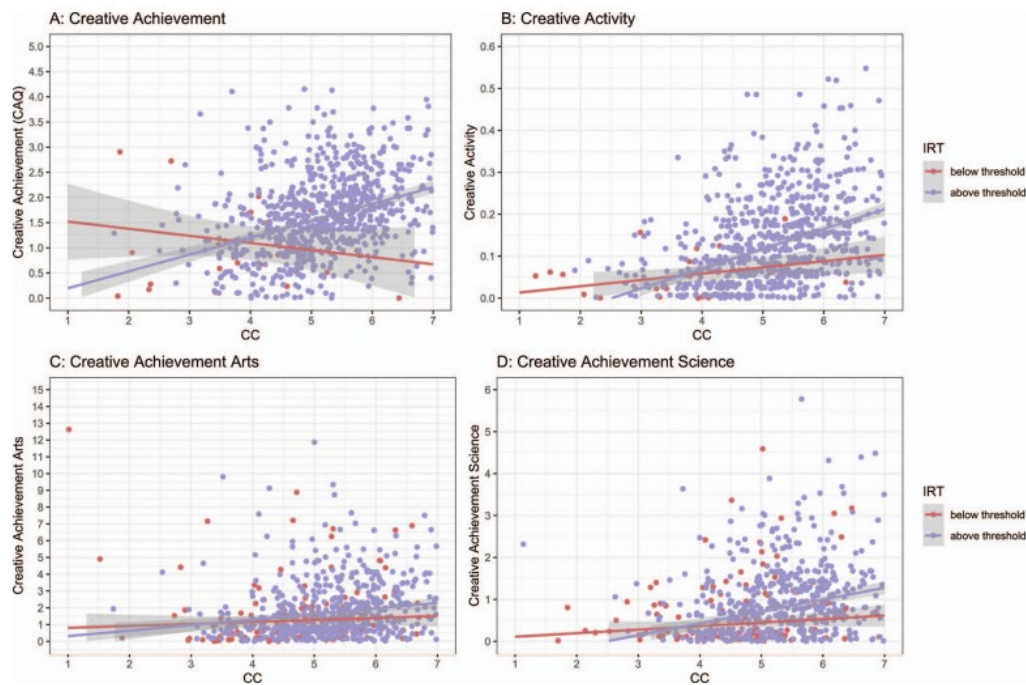 A: Creative Achievement
5.0
4.5
4.0
3.5
3.0
2.5
2.0
1.5
1.0
0.5
0.0
Creative Achievement (CAQ)
1 2 3 4 5 6 7
CC
B: Creative Activity
0.6
0.5
0.4
0.3
0.2
0.1
0.0
Creative Activity
1 2 3 4 5 6 7
CC
IRT
below threshold
above threshold
C: Creative Achievement Arts
15
14
13
12
11
10
9
8
7
6
5
4
3
2
1
0
Creative Achievement Arts
1 2 3 4 5 6 7
CC
D: Creative Achievement Science
6
5
4
3
2
1
0
Creative Achievement Science
1 2 3 4 5 6 7
CC
IRT
below threshold
above threshold